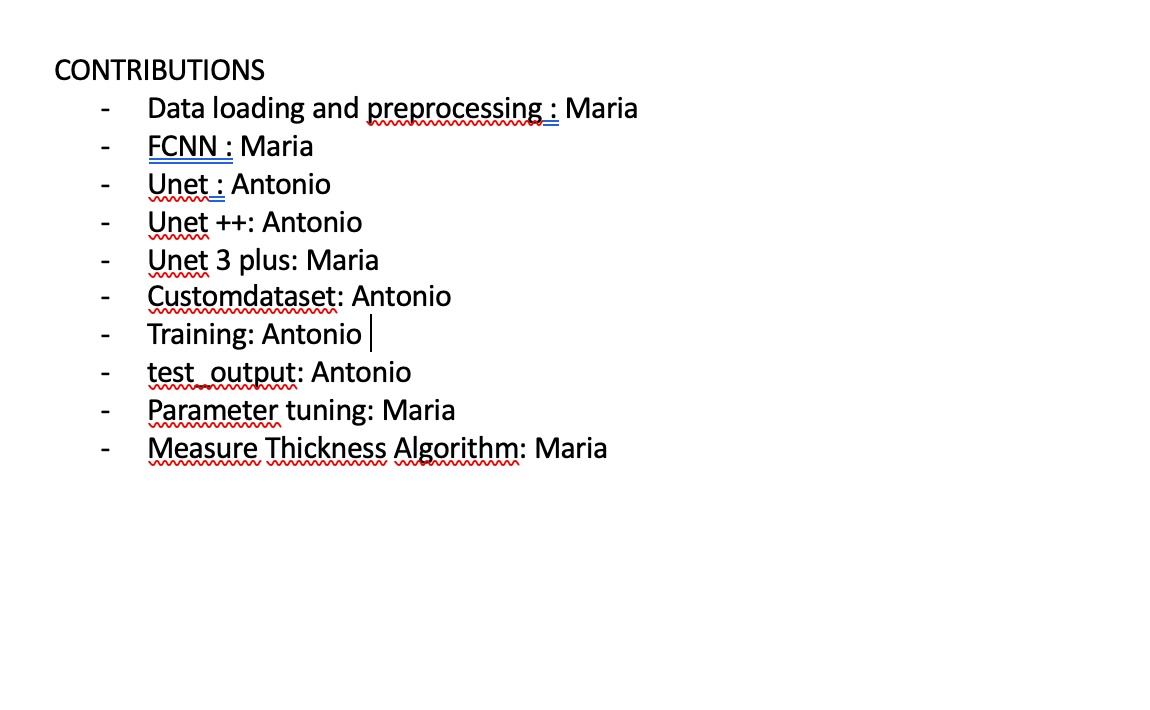 CONTRIBUTIONS
- Data loading and preprocessing : Maria
- FCNN : Maria
- Unet : Antonio
- Unet ++: Antonio
- Unet 3 plus: Maria
- Customdataset: Antonio
- Training: Antonio
- test_output: Antonio
- Parameter tuning: Maria
- Measure Thickness Algorithm: Maria